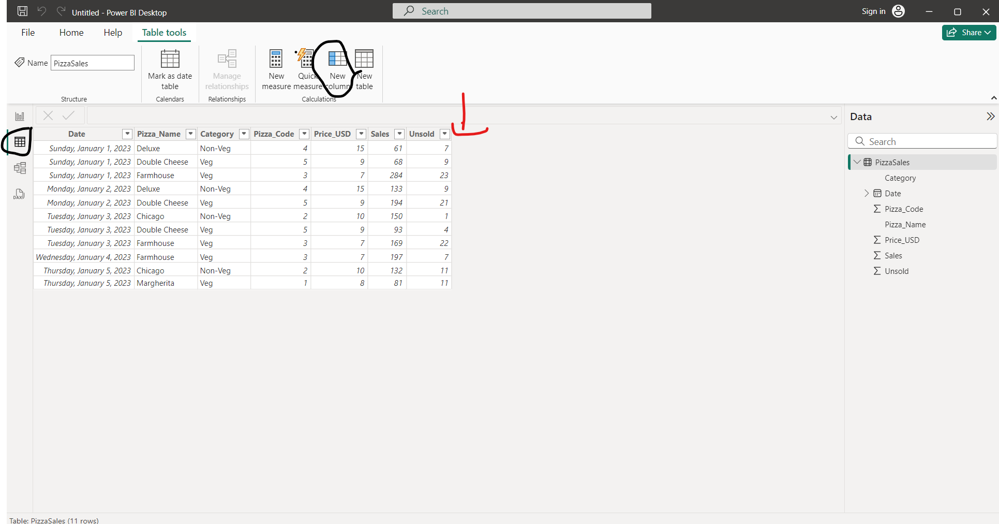 Untitled - Power BI Desktop
Search
Sign in
File Home Help Table tools
Share
Name PizzaSales
Mark as date table
Manage relationships
New measure
Quick measure
New column
New table
Structure Calendars Relationships Calculations
Data
Search
Date Pizza_Name Category Pizza_Code Price_USD Sales Unsold
Sunday, January 1, 2023 Deluxe Non-Veg 4 15 61 7
Sunday, January 1, 2023 Double Cheese Veg 5 9 68 9
Sunday, January 1, 2023 Farmhouse Veg 3 7 284 23
Monday, January 2, 2023 Deluxe Non-Veg 4 15 133 9
Monday, January 2, 2023 Double Cheese Veg 5 9 194 21
Tuesday, January 3, 2023 Chicago Non-Veg 2 10 150 1
Tuesday, January 3, 2023 Double Cheese Veg 5 9 93 4
Tuesday, January 3, 2023 Farmhouse Veg 3 7 169 22
Wednesday, January 4, 2023 Farmhouse Veg 3 7 197 7
Thursday, January 5, 2023 Chicago Non-Veg 2 10 132 11
Thursday, January 5, 2023 Margherita Veg 1 8 81 11
DAX
PizzaSales
Category
Date
Pizza_Code
Pizza_Name
Price_USD
Sales
Unsold
Table: PizzaSales (11 rows)